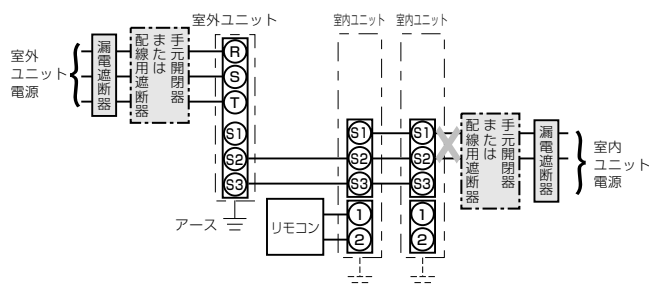 室外ユニット
室内ユニット
室内ユニット
室外
ユニット
電源
漏電遮断器
手元開閉器
または
配線用遮断器
R
S
T
S1
S2
S3
アース
リモコン
S1
S2
S3
1
2
S1
S2
S3
1
2
手元開閉器
または
配線用遮断器
漏電遮断器
室内
ユニット
電源